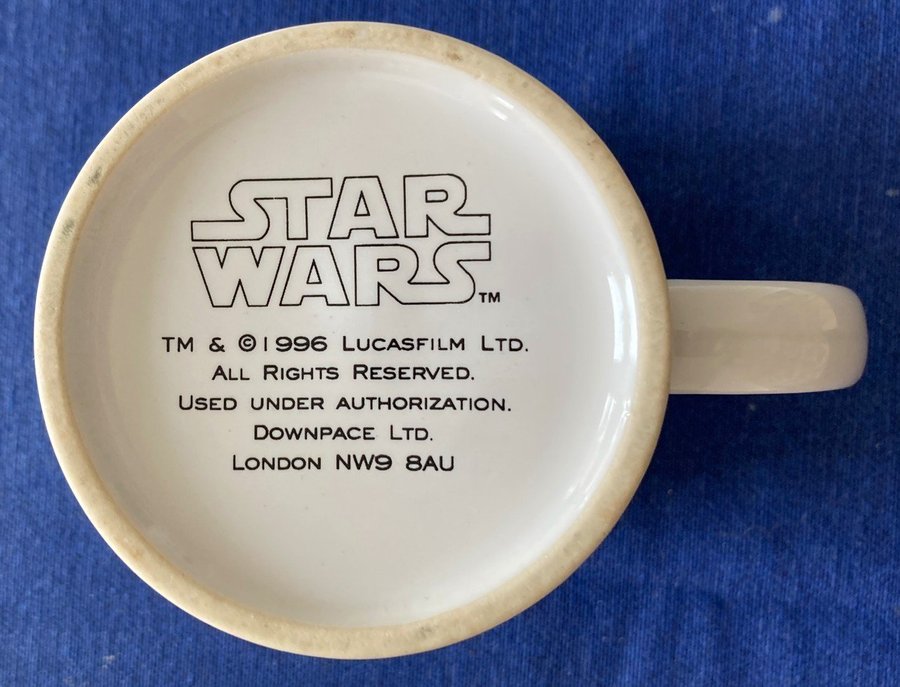 STAR
WARS™
TM & ©1996 LUCASFILM LTD.
ALL RIGHTS RESERVED.
USED UNDER AUTHORIZATION.
DOWNPACE LTD.
LONDON NW9 8AU